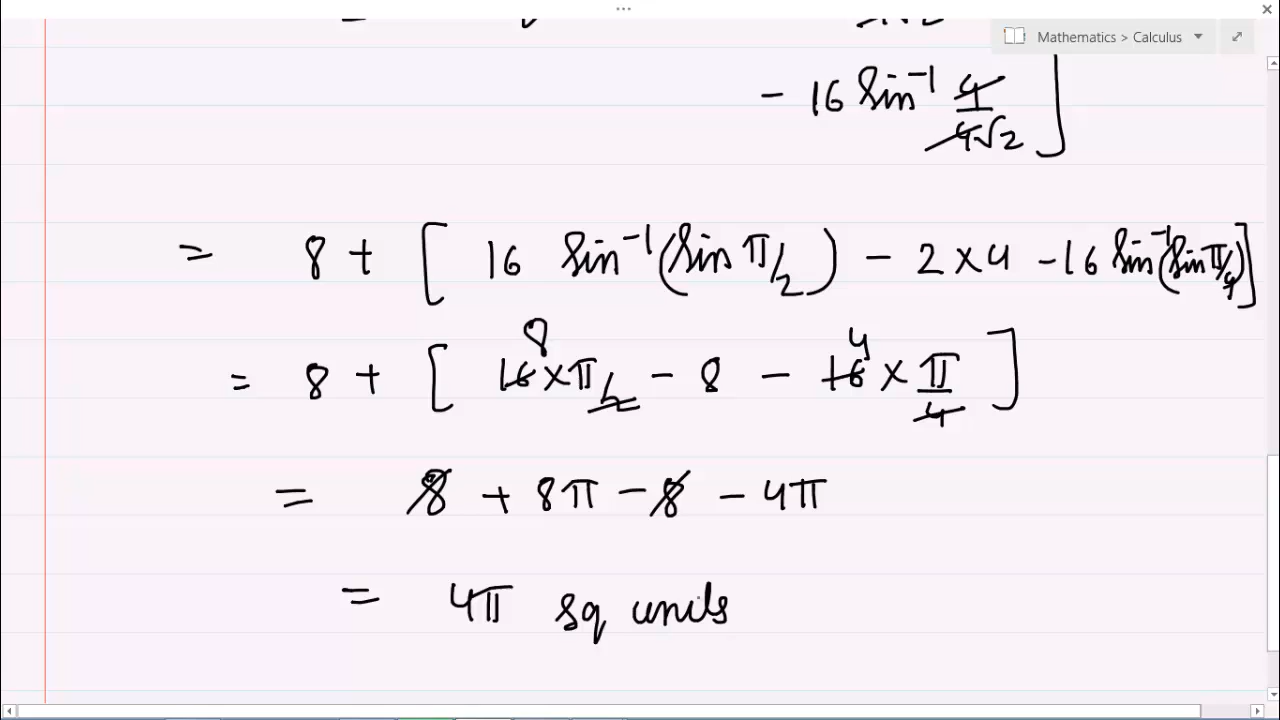 Mathematics > Calculus
- 16 sin⁻¹ 4/4√2 ]
= 8 + [ 16 sin⁻¹(sin π/2) - 2 × 4 - 16 sin⁻¹(sin π/4) ]
8 4
= 8 + [ 16 × π/2 - 8 - 16 × π/4 ]
= 8 + 8π - 8 - 4π
= 4π sq units